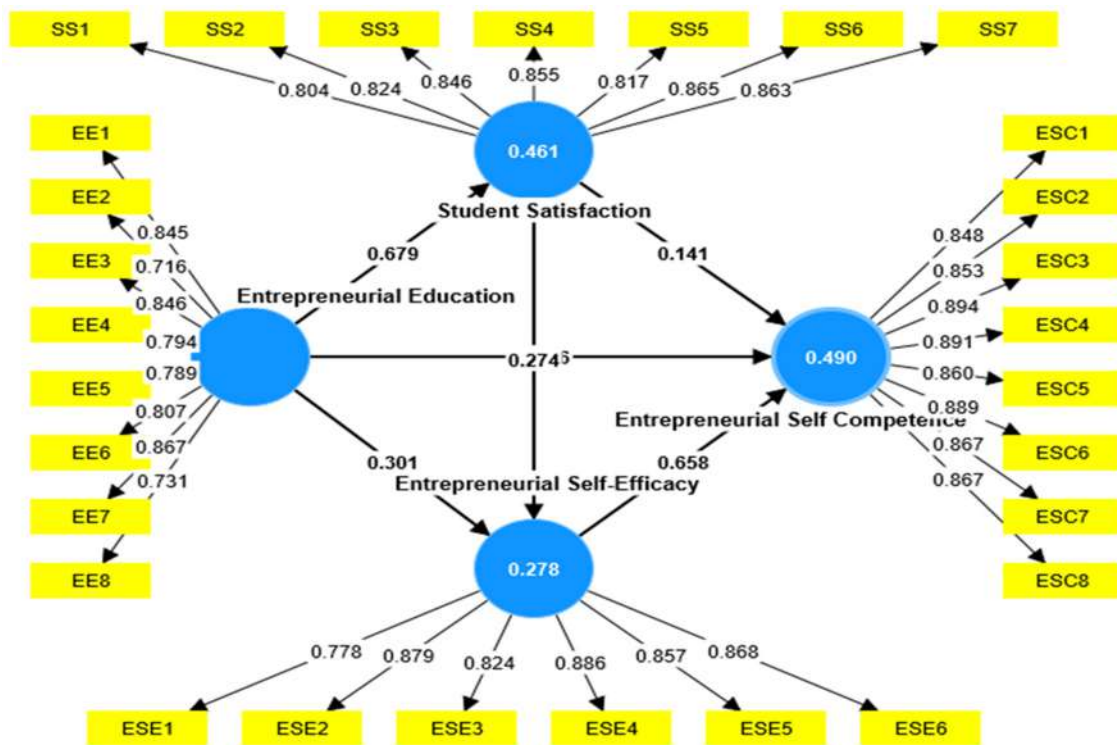 SS1 SS2 SS3 SS4 SS5 SS6 SS7
0.804 0.824 0.846 0.855 0.817 0.865 0.863
EE1
EE2
EE3
EE4
EE5
EE6
EE7
EE8
0.845
0.716
0.846
0.794
0.789
0.807
0.867
0.731
0.461
Student Satisfaction
0.679
0.141
Entrepreneurial Education
0.274
0.490
Entrepreneurial Self Competence
0.301
0.658
Entrepreneurial Self-Efficacy
0.278
ESC1
ESC2
ESC3
ESC4
ESC5
ESC6
ESC7
ESC8
0.848
0.853
0.894
0.891
0.860
0.889
0.867
0.867
0.778 0.879 0.824 0.886 0.857 0.868
ESE1 ESE2 ESE3 ESE4 ESE5 ESE6